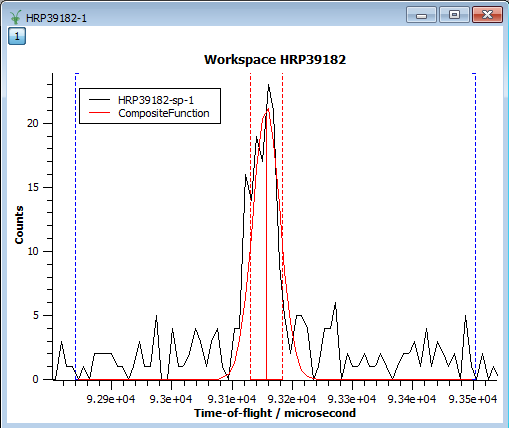 HRP39182-1
1
Workspace HRP39182
HRP39182-sp-1
CompositeFunction
20
15
10
5
0
Counts
9.29e+04 9.3e+04 9.31e+04 9.32e+04 9.33e+04 9.34e+04 9.35e+04
Time-of-flight / microsecond